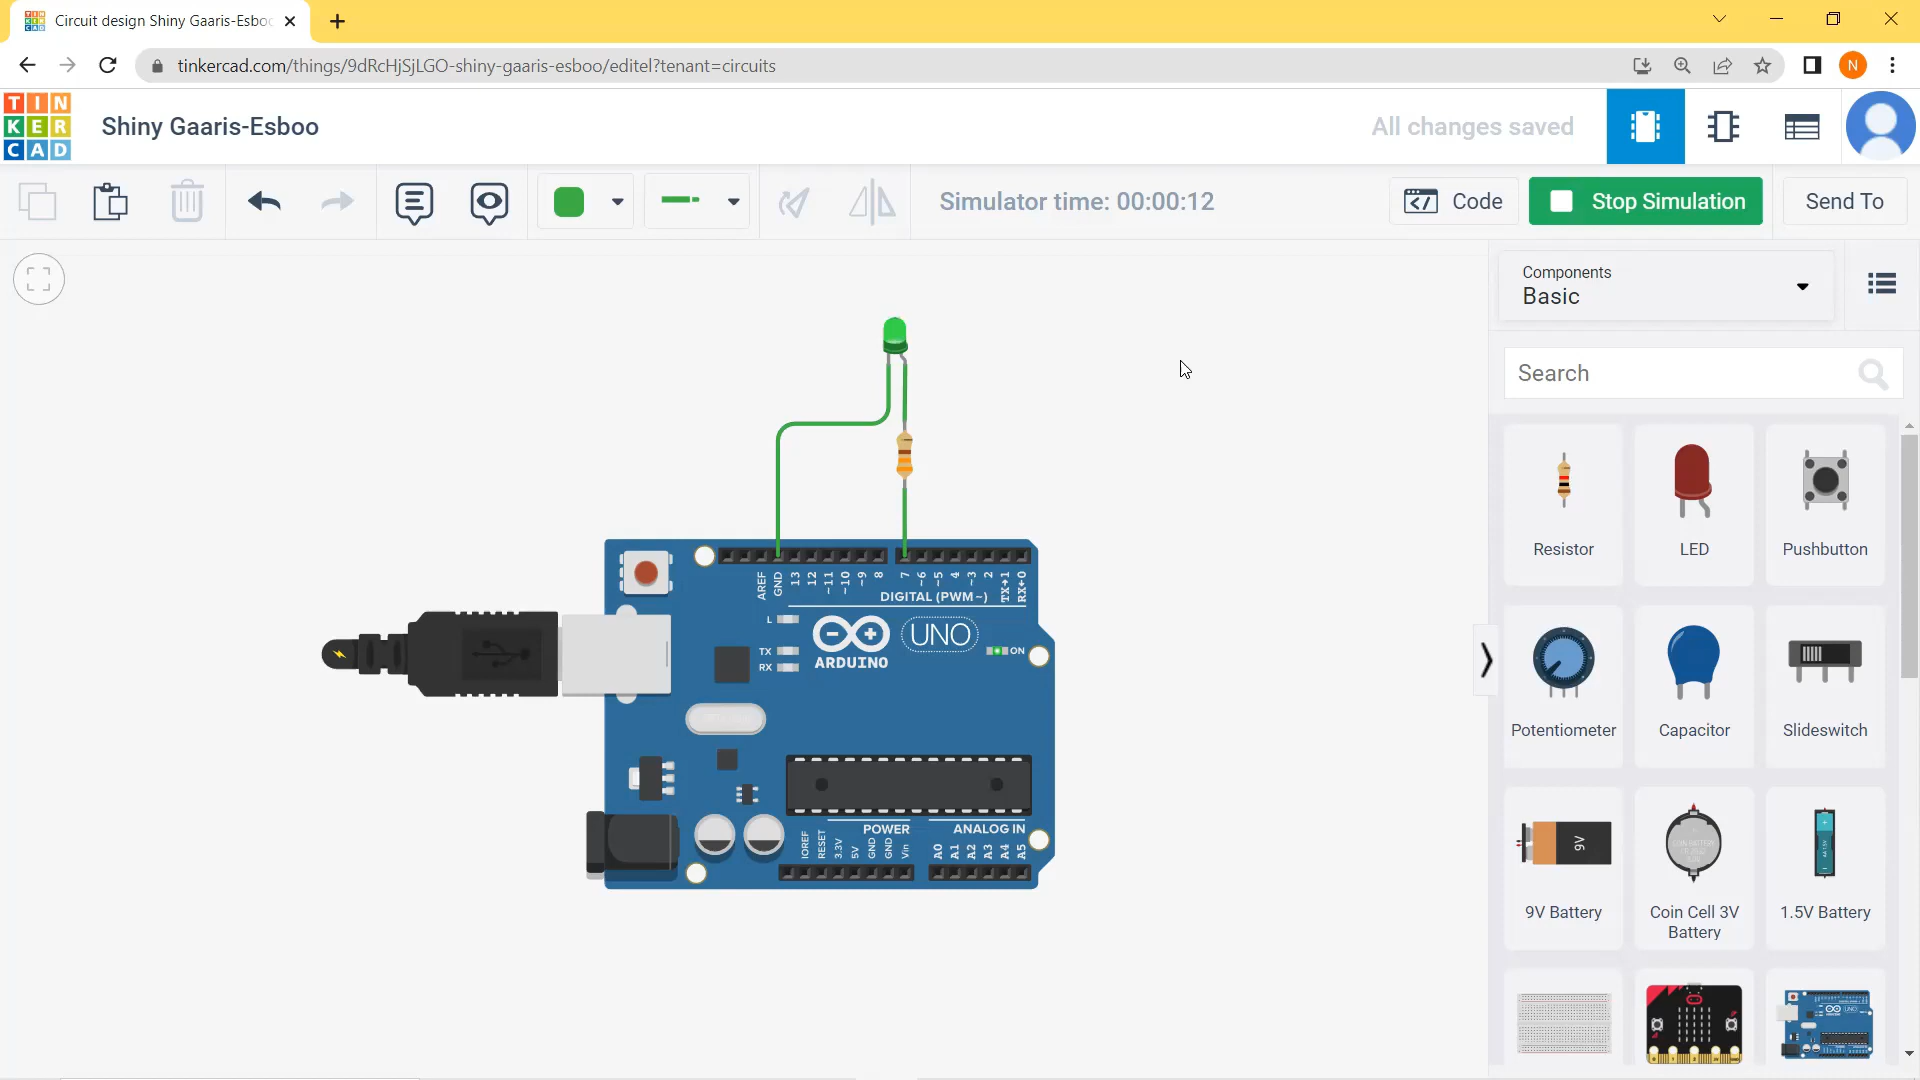 Circuit design Shiny Gaaris-Esboo
tinkercad.com/things/9dRcHjSjLGO-shiny-gaaris-esboo/editel?tenant=circuits
N
TIN
KER
CAD
Shiny Gaaris-Esboo
All changes saved
Simulator time: 00:00:12
Code
Stop Simulation
Send To
Components
Basic
Search
Resistor
LED
Pushbutton
Potentiometer
Capacitor
Slideswitch
9V
9V Battery
Coin Cell 3V
Battery
1.5V Battery
AREF
GND
13
12
~11
~10
~9
8
7
~6
~5
4
~3
2
TX→1
RX←0
DIGITAL (PWM~)
L
TX
RX
ARDUINO
UNO
ON
POWER
ANALOG IN
IOREF
RESET
3.3V
5V
GND
GND
Vin
A0
A1
A2
A3
A4
A5